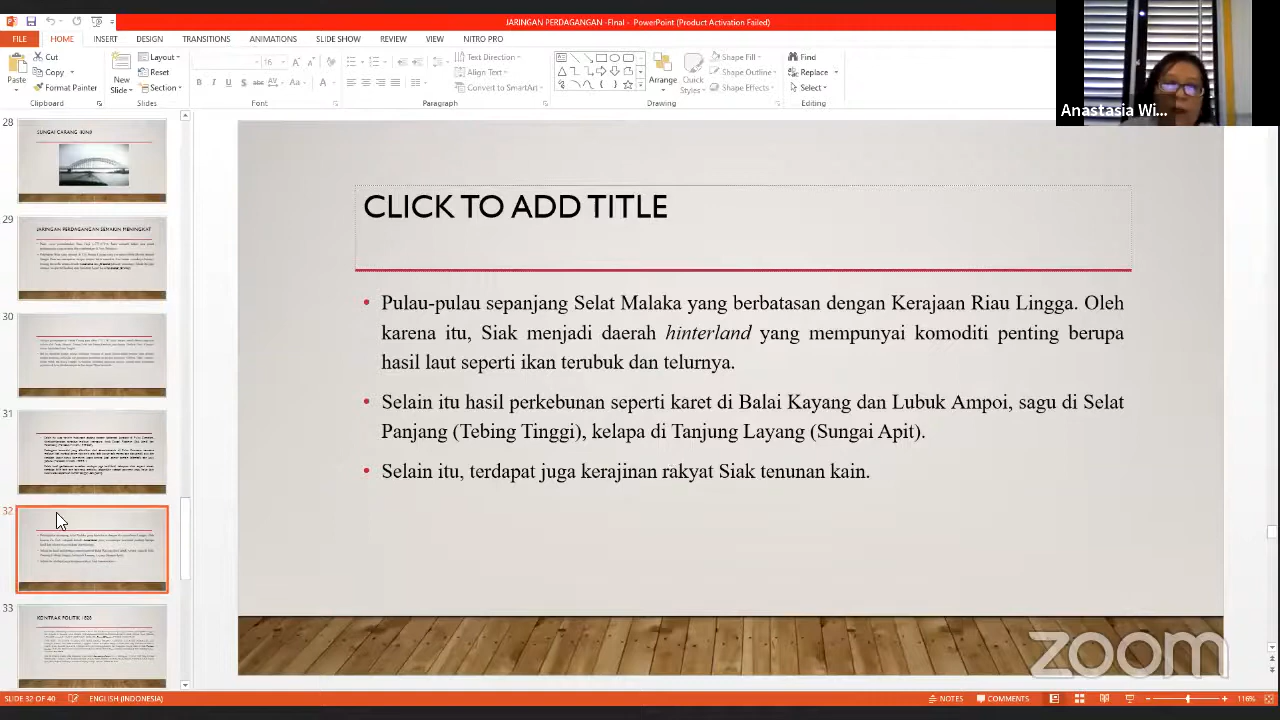 JARINGAN PERDAGANGAN -Final - PowerPoint (Product Activation Failed)
FILE HOME INSERT DESIGN TRANSITIONS ANIMATIONS SLIDE SHOW REVIEW VIEW NITRO PRO
Paste
Cut
Copy
Format Painter
Clipboard
New
Slide
Layout
Reset
Section
Slides
16
B I U S abc AV Aa
Font
Text Direction
Align Text
Convert to SmartArt
Paragraph
Arrange
Quick
Styles
Shape Fill
Shape Outline
Shape Effects
Drawing
Find
Replace
Select
Editing
Anastasia Wi...
28
SUNGAI CARANG (KINI)
29
JARINGAN PERDAGANGAN SEMAKIN MENINGKAT
30
31
32
33
KONTRAK POLITIK 1828
CLICK TO ADD TITLE
• Pulau-pulau sepanjang Selat Malaka yang berbatasan dengan Kerajaan Riau Lingga. Oleh
karena itu, Siak menjadi daerah hinterland yang mempunyai komoditi penting berupa
hasil laut seperti ikan terubuk dan telurnya.
• Selain itu hasil perkebunan seperti karet di Balai Kayang dan Lubuk Ampoi, sagu di Selat
Panjang (Tebing Tinggi), kelapa di Tanjung Layang (Sungai Apit).
• Selain itu, terdapat juga kerajinan rakyat Siak tenunan kain.
zoom
SLIDE 32 OF 40 ENGLISH (INDONESIA) NOTES COMMENTS 116%